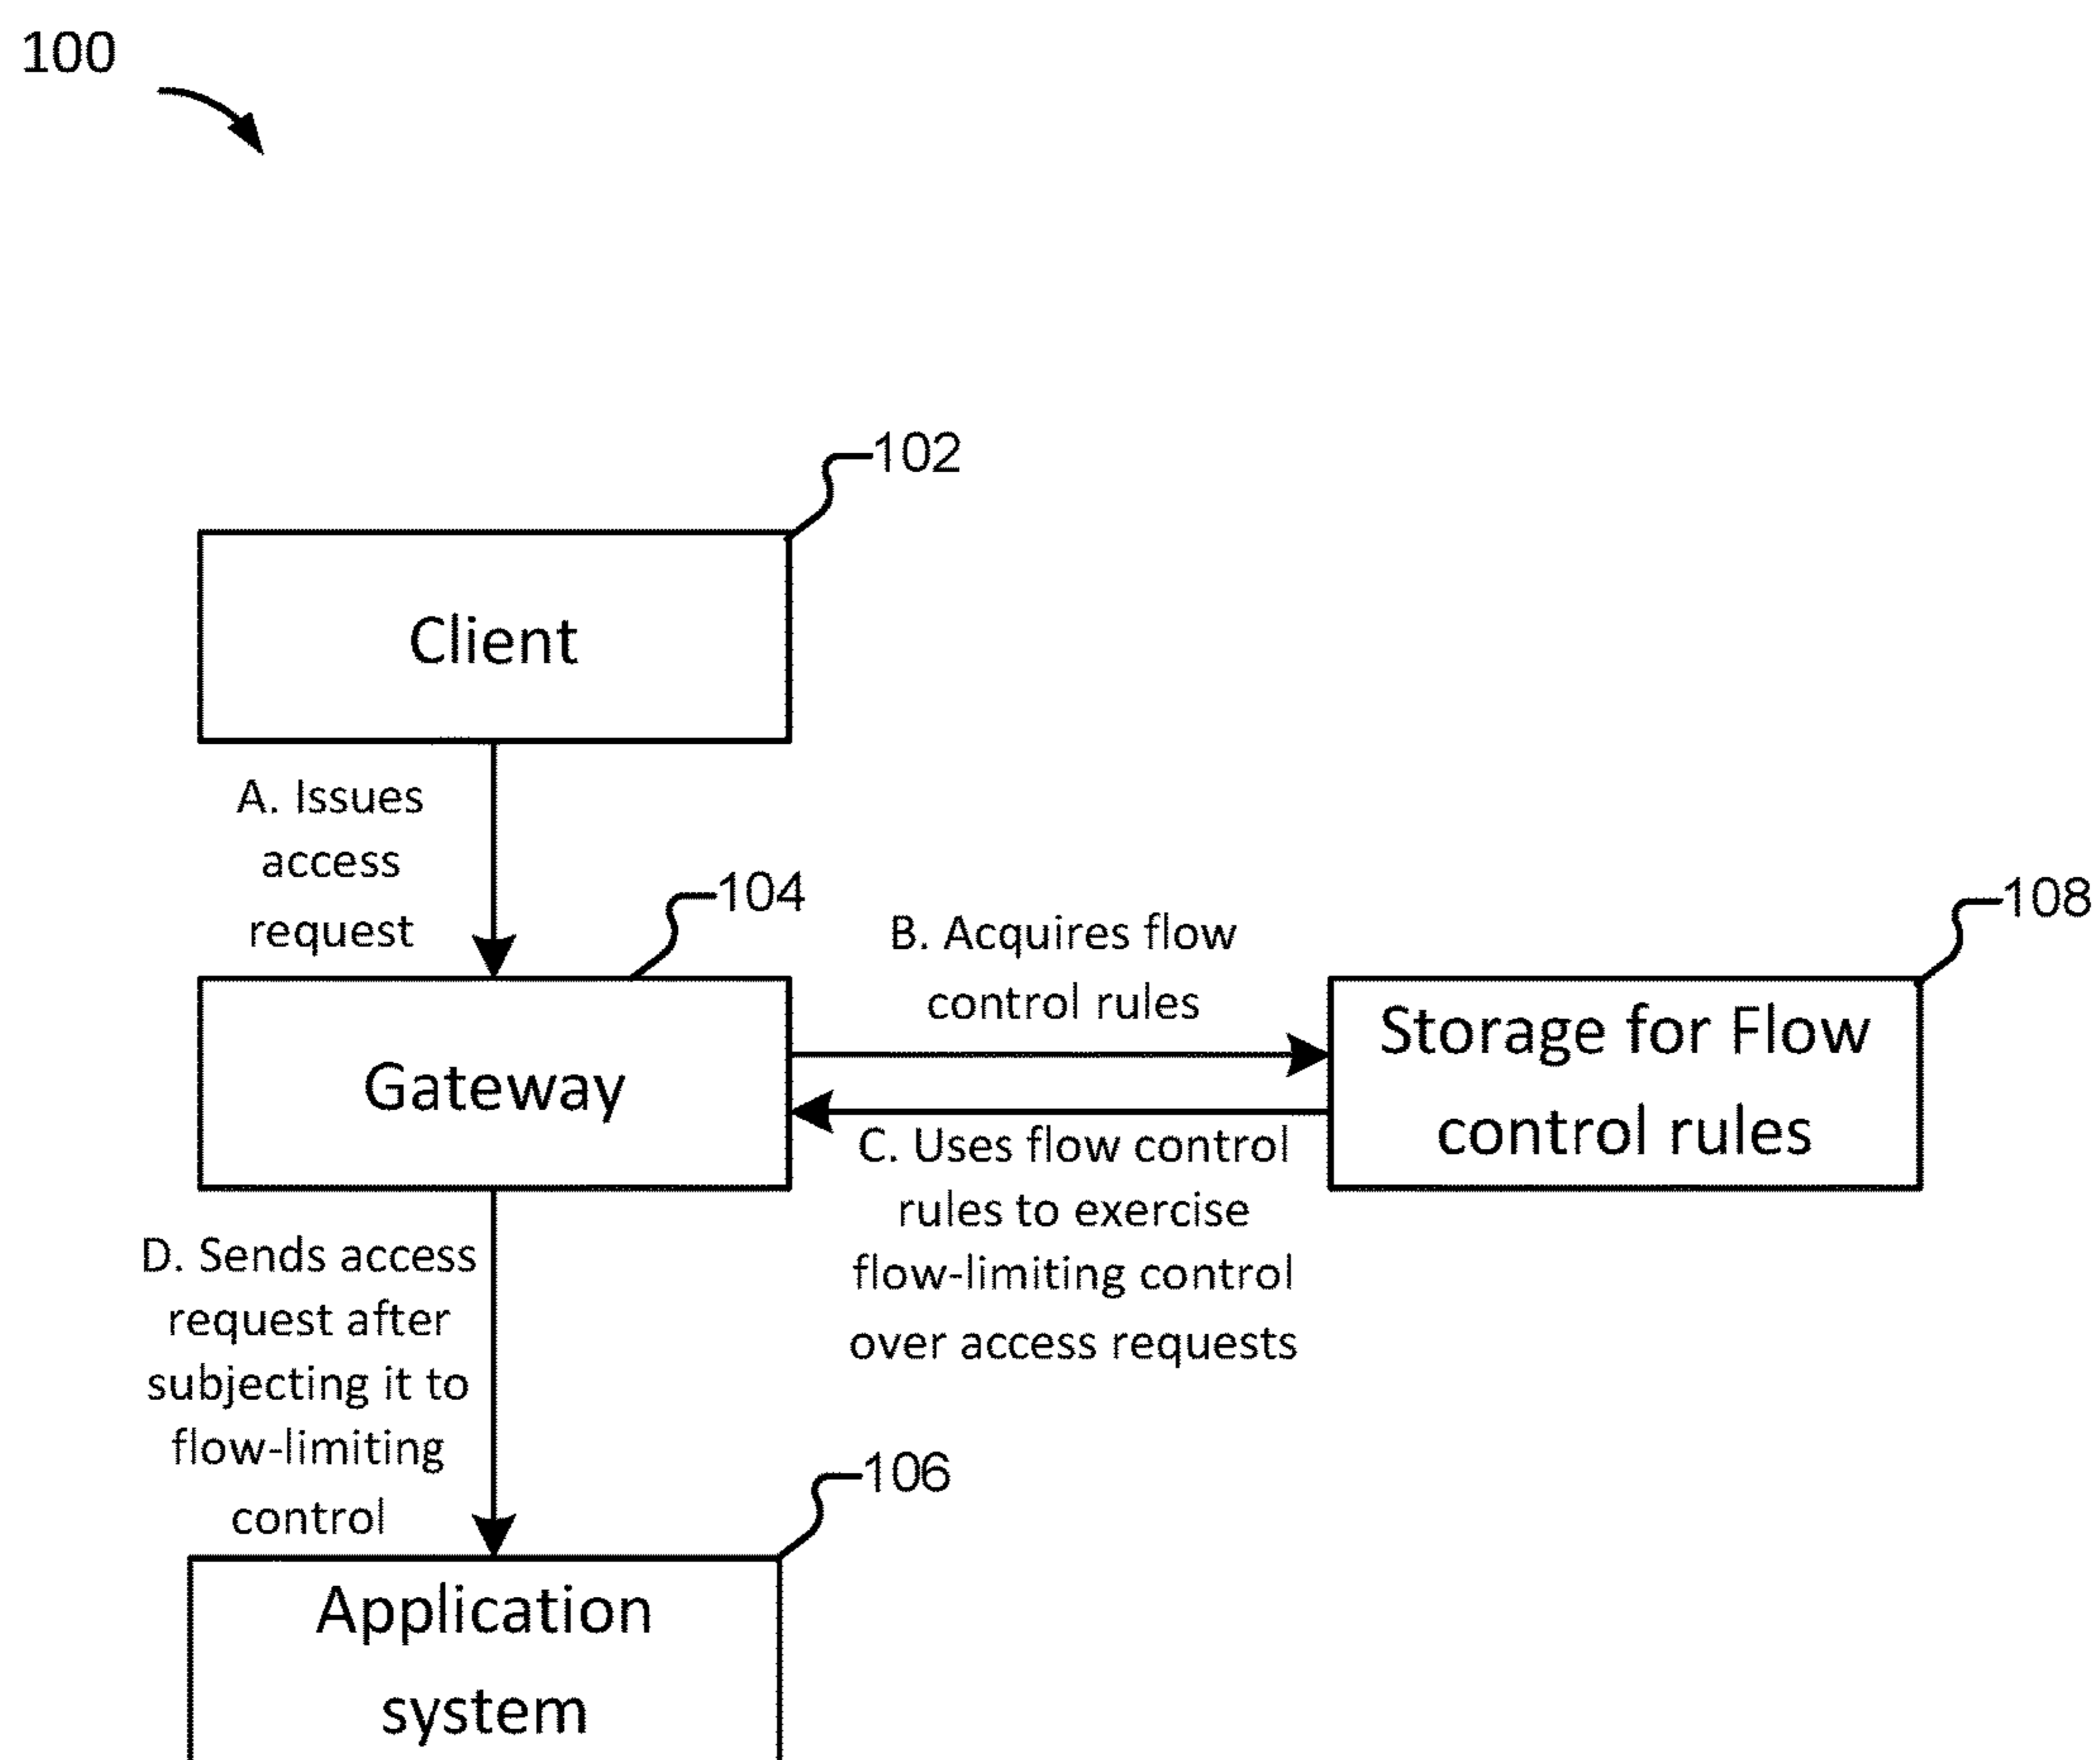 100
102
Client
A. Issues
access
request
104
B. Acquires flow
control rules
108
Gateway
Storage for Flow
control rules
C. Uses flow control
rules to exercise
flow-limiting control
over access requests
D. Sends access
request after
subjecting it to
flow-limiting
control
106
Application
system